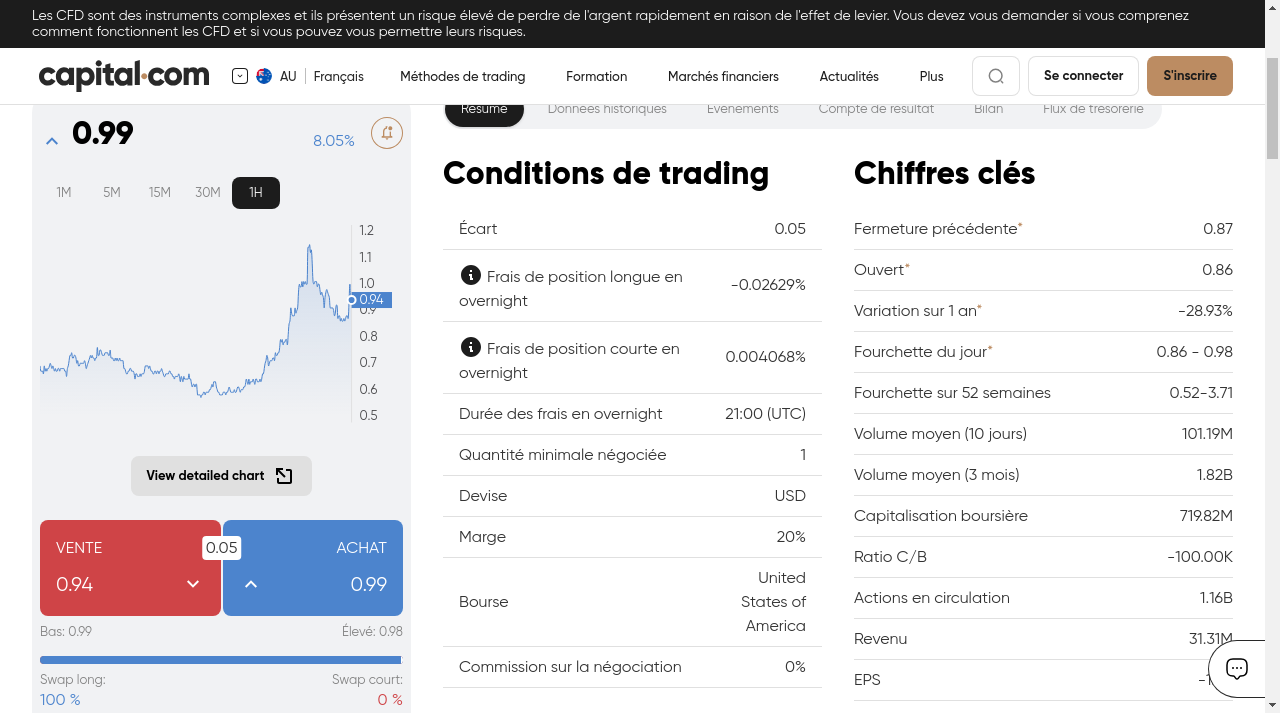 Les CFD sont des instruments complexes et ils présentent un risque élevé de perdre de l'argent rapidement en raison de l'effet de levier. Vous devez vous demander si vous comprenez
comment fonctionnent les CFD et si vous pouvez vous permettre leurs risques.
capital.com
AU
Français
Méthodes de trading
Formation
Marchés financiers
Actualités
Plus
Se connecter
S'inscrire
0.99
8.05%
1M
5M
15M
30M
1H
1.2
1.1
1.0
0.94
0.9
0.8
0.7
0.6
0.5
View detailed chart
VENTE
0.05
ACHAT
0.94
0.99
Bas: 0.99
Élevé: 0.98
Swap long:
Swap court:
100 %
0 %
Résumé
Données historiques
Événements
Compte de résultat
Bilan
Flux de trésorerie
Conditions de trading
Écart
0.05
Frais de position longue en
overnight
-0.02629%
Frais de position courte en
overnight
0.004068%
Durée des frais en overnight
21:00 (UTC)
Quantité minimale négociée
1
Devise
USD
Marge
20%
Bourse
United
States of
America
Commission sur la négociation
0%
Chiffres clés
Fermeture précédente*
0.87
Ouvert*
0.86
Variation sur 1 an*
-28.93%
Fourchette du jour*
0.86 - 0.98
Fourchette sur 52 semaines
0.52-3.71
Volume moyen (10 jours)
101.19M
Volume moyen (3 mois)
1.82B
Capitalisation boursière
719.82M
Ratio C/B
-100.00K
Actions en circulation
1.16B
Revenu
31.31M
EPS